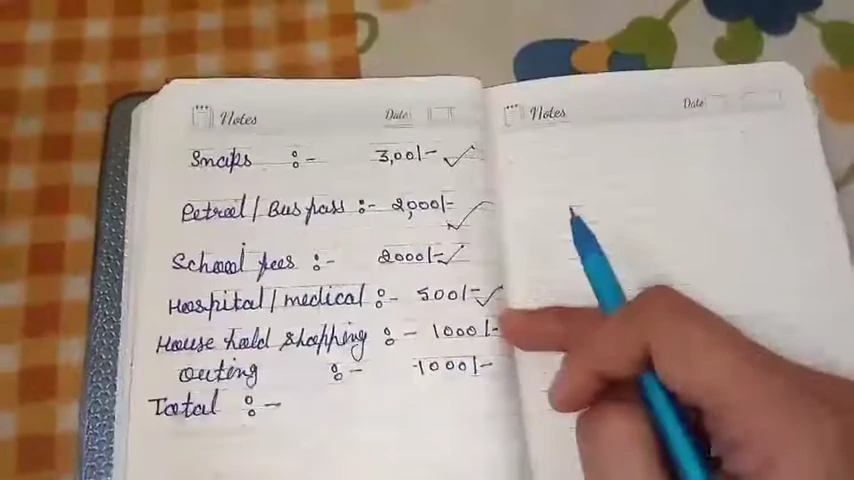 Notes Date
Snaks :- 3,00/-
Petrol / Bus pass :- 2,000/-
School fees :- 2000/-
Hospital / medical :- 500/-
House hold shopping :- 1000/-
outing :- 1000/-
Total :-
Notes Date